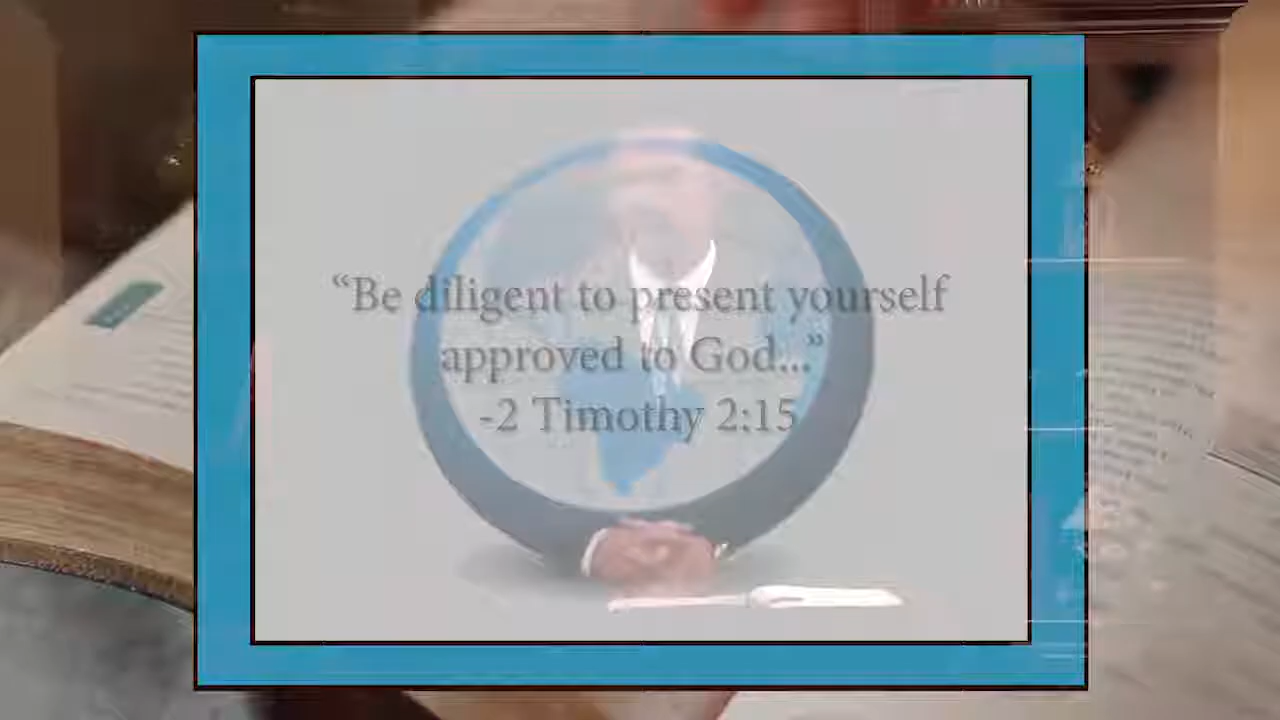 “Be diligent to present yourself
approved to God...”
-2 Timothy 2:15